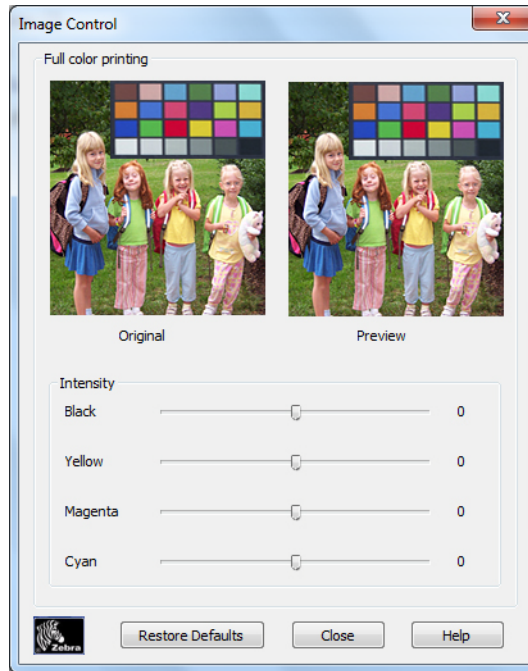 Image Control
Full color printing
Original
Preview
Intensity
Black
0
Yellow
0
Magenta
0
Cyan
0
Zebra
Restore Defaults
Close
Help